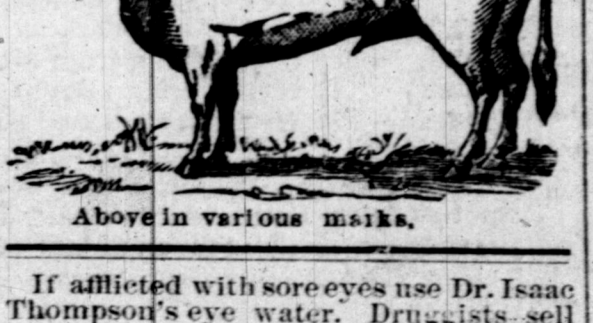 Above in various marks.
If afflicted with sore eyes use Dr. Isaac
Thompson's eye water. Druggists sell